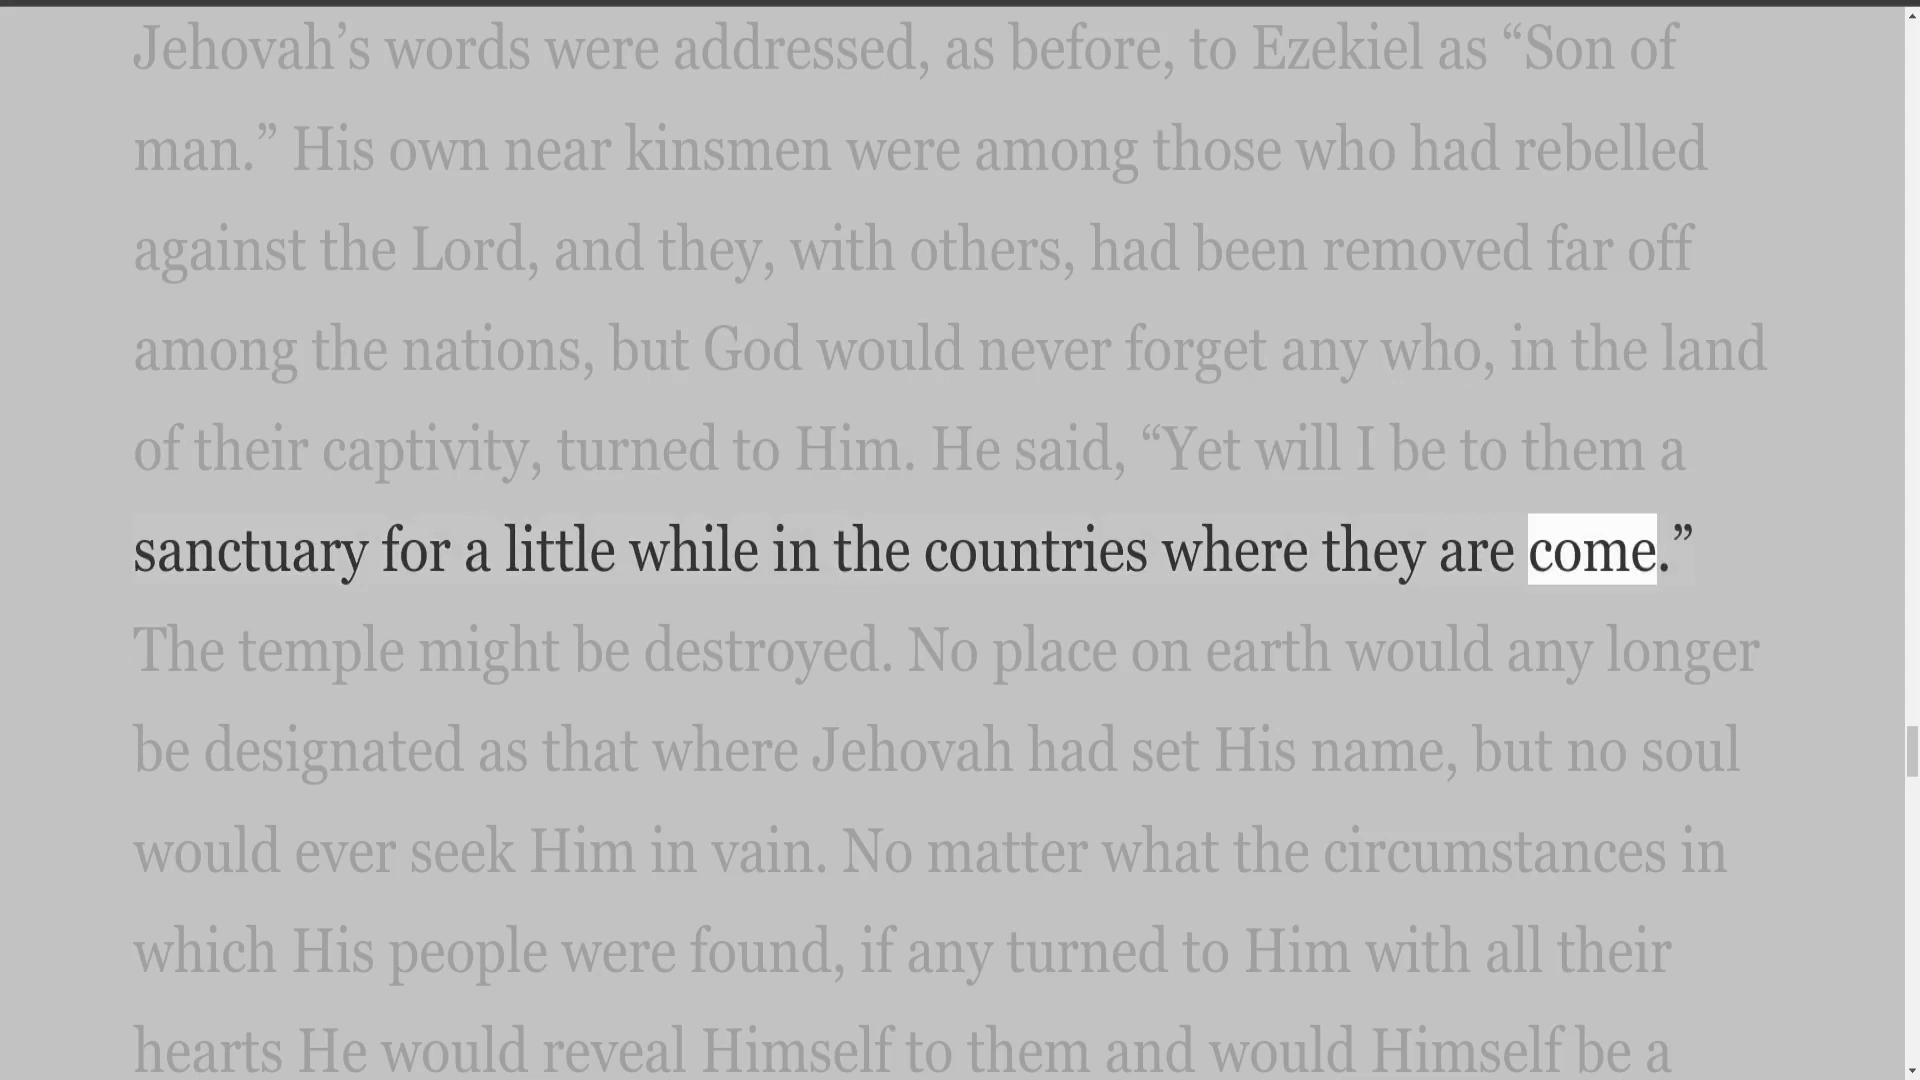 Jehovah’s words were addressed, as before, to Ezekiel as “Son of
man.” His own near kinsmen were among those who had rebelled
against the Lord, and they, with others, had been removed far off
among the nations, but God would never forget any who, in the land
of their captivity, turned to Him. He said, “Yet will I be to them a
sanctuary for a little while in the countries where they are come.”
The temple might be destroyed. No place on earth would any longer
be designated as that where Jehovah had set His name, but no soul
would ever seek Him in vain. No matter what the circumstances in
which His people were found, if any turned to Him with all their
hearts He would reveal Himself to them and would Himself be a